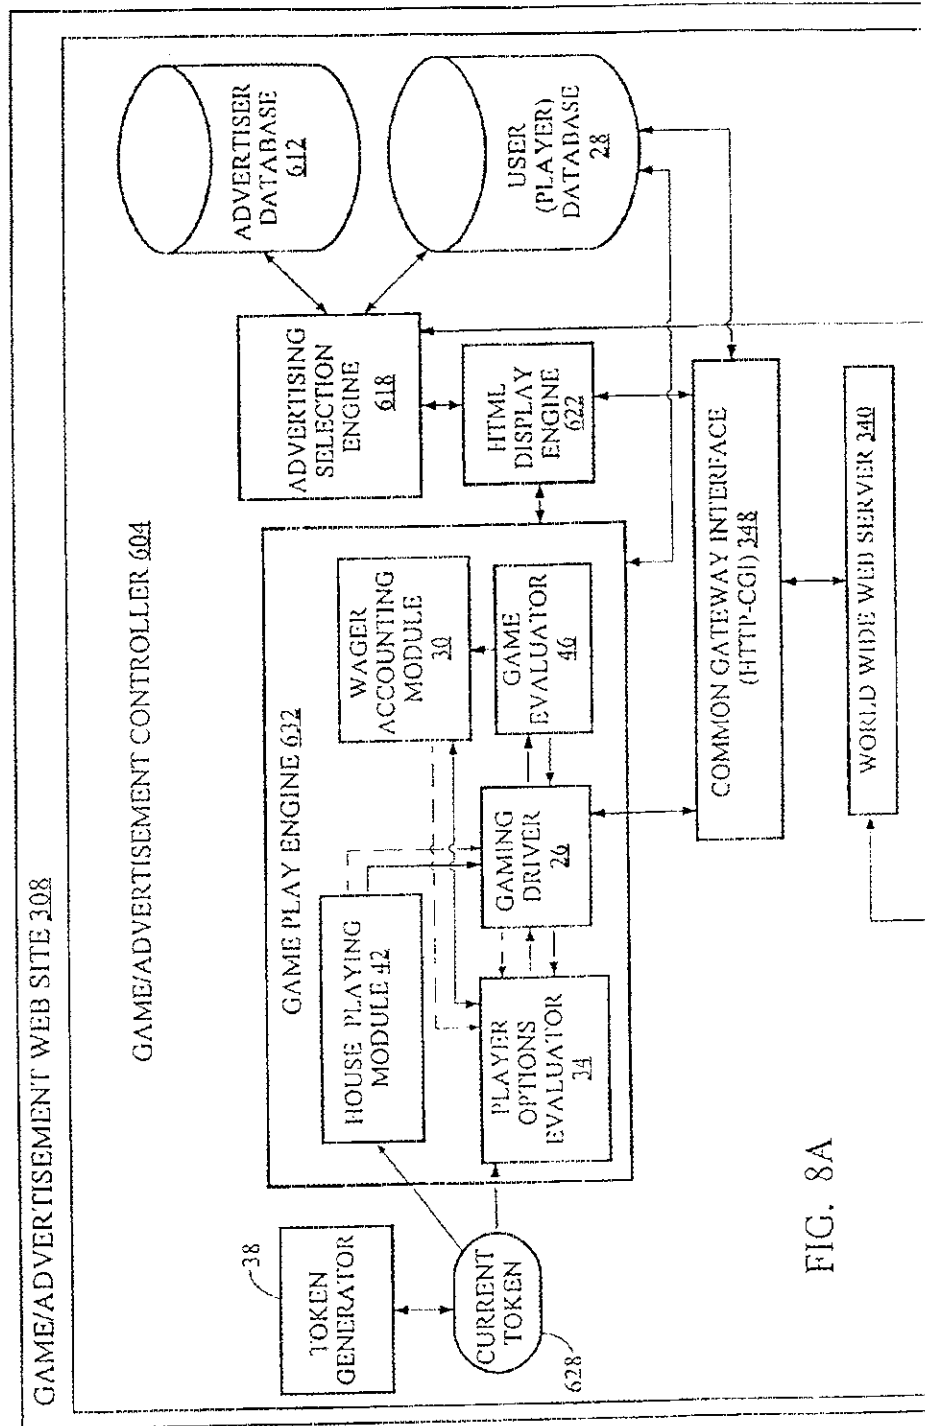 GAME/ADVERTISEMENT WEB SITE 308
GAME/ADVERTISEMENT CONTROLLER 604
38
TOKEN
GENERATOR
CURRENT
TOKEN
628
GAME PLAY ENGINE 632
HOUSE PLAYING
MODULE 42
WAGER
ACCOUNTING
MODULE
30
PLAYER
OPTIONS
EVALUATOR
34
GAMING
DRIVER
26
GAME
EVALUATOR
46
ADVERTISING
SELECTION
ENGINE
618
HTML
DISPLAY
ENGINE
622
ADVERTISER
DATABASE
612
USER
(PLAYER)
DATABASE
28
COMMON GATEWAY INTERFACE
(HTTP-CGI) 348
WORLD WIDE WEB SERVER 340
FIG. 8A